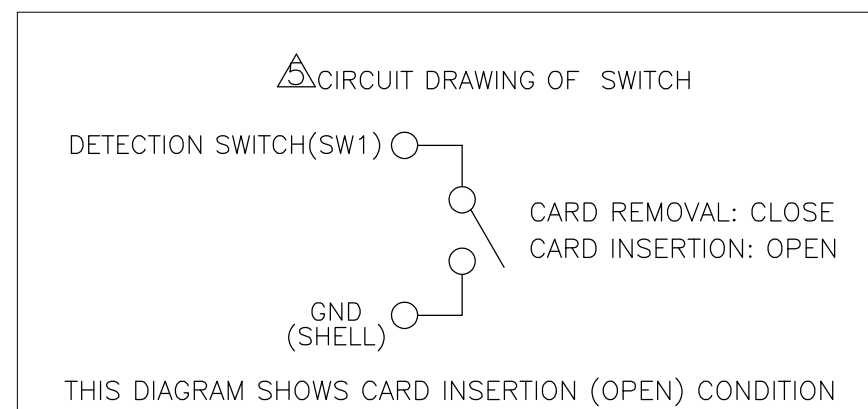 5 CIRCUIT DRAWING OF SWITCH
DETECTION SWITCH(SW1)
CARD REMOVAL: CLOSE
CARD INSERTION: OPEN
GND
(SHELL)
THIS DIAGRAM SHOWS CARD INSERTION (OPEN) CONDITION